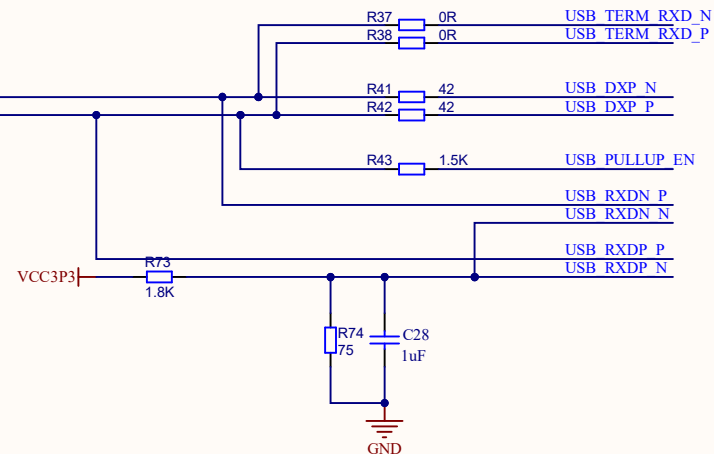 R37 0R USB_TERM_RXD_N
R38 0R USB_TERM_RXD_P
R41 42 USB_DXP_N
R42 42 USB_DXP_P
R43 1.5K USB_PULLUP_EN
USB_RXDN_P
USB_RXDN_N
USB_RXDP_P
R73
USB_RXDP_N
VCC3P3
1.8K
R74
75
C28
1uF
GND